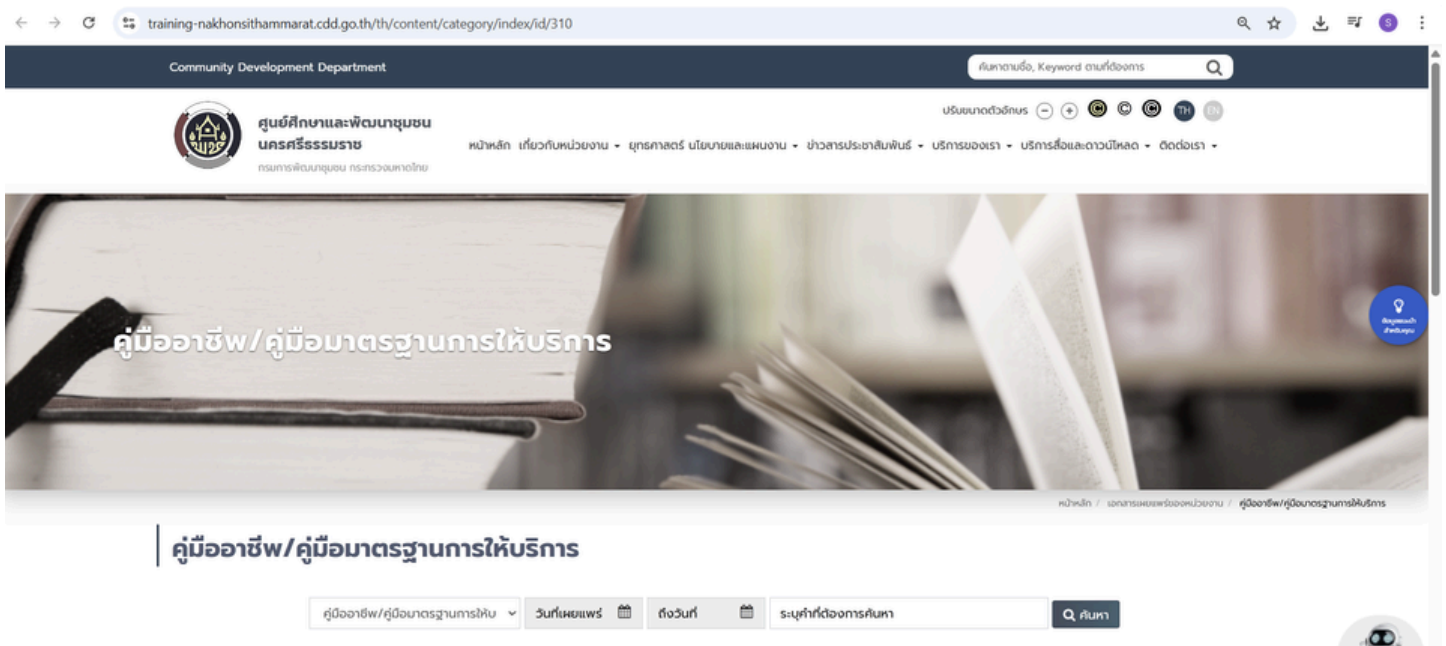 training-nakhonsithammarat.cdd.go.th/th/content/category/index/id/310
S
Community Development Department
ค้นหาตามชื่อ, Keyword ตามที่ต้องการ
ปรับขนาดตัวอักษร - + C C C TH EN
ศูนย์ศึกษาและพัฒนาชุมชน
นครศรีธรรมราช
กรมการพัฒนาชุมชน กระทรวงมหาดไทย
หน้าหลัก เกี่ยวกับหน่วยงาน ยุทธศาสตร์ นโยบายและแผนงาน ข่าวสารประชาสัมพันธ์ บริการของเรา บริการสื่อและดาวน์โหลด ติดต่อเรา
ข้อมูลแนะนำ
สำหรับคุณ
คู่มืออาชีพ/คู่มือมาตรฐานการให้บริการ
หน้าหลัก / เอกสารเผยแพร่ของหน่วยงาน / คู่มืออาชีพ/คู่มือมาตรฐานการให้บริการ
คู่มืออาชีพ/คู่มือมาตรฐานการให้บริการ
คู่มืออาชีพ/คู่มือมาตรฐานการให้บ วันที่เผยแพร่ ถึงวันที่ ระบุคำที่ต้องการค้นหา ค้นหา